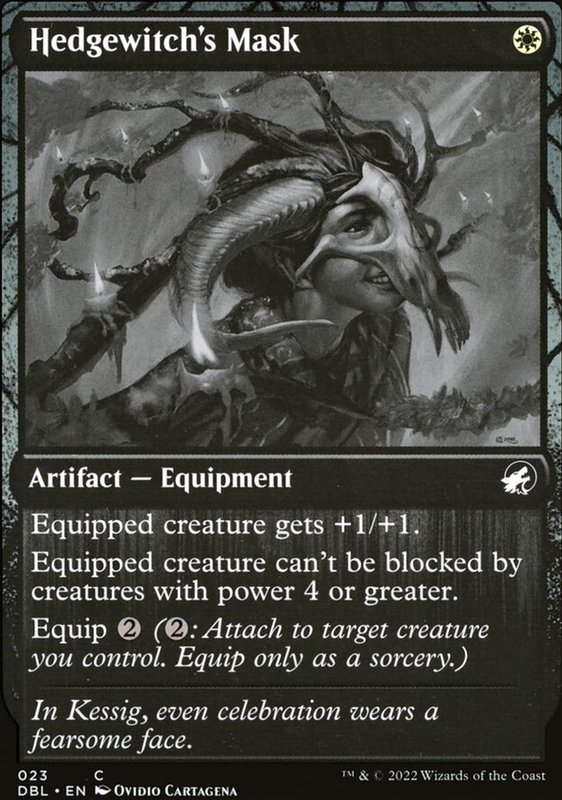 Hedgewitch's Mask
Artifact — Equipment
Equipped creature gets +1/+1.
Equipped creature can't be blocked by
creatures with power 4 or greater.
Equip 2 (2: Attach to target creature
you control. Equip only as a sorcery.)
In Kessig, even celebration wears a
fearsome face.
023 C
DBL • EN Ovidio Cartagena
™ & © 2022 Wizards of the Coast